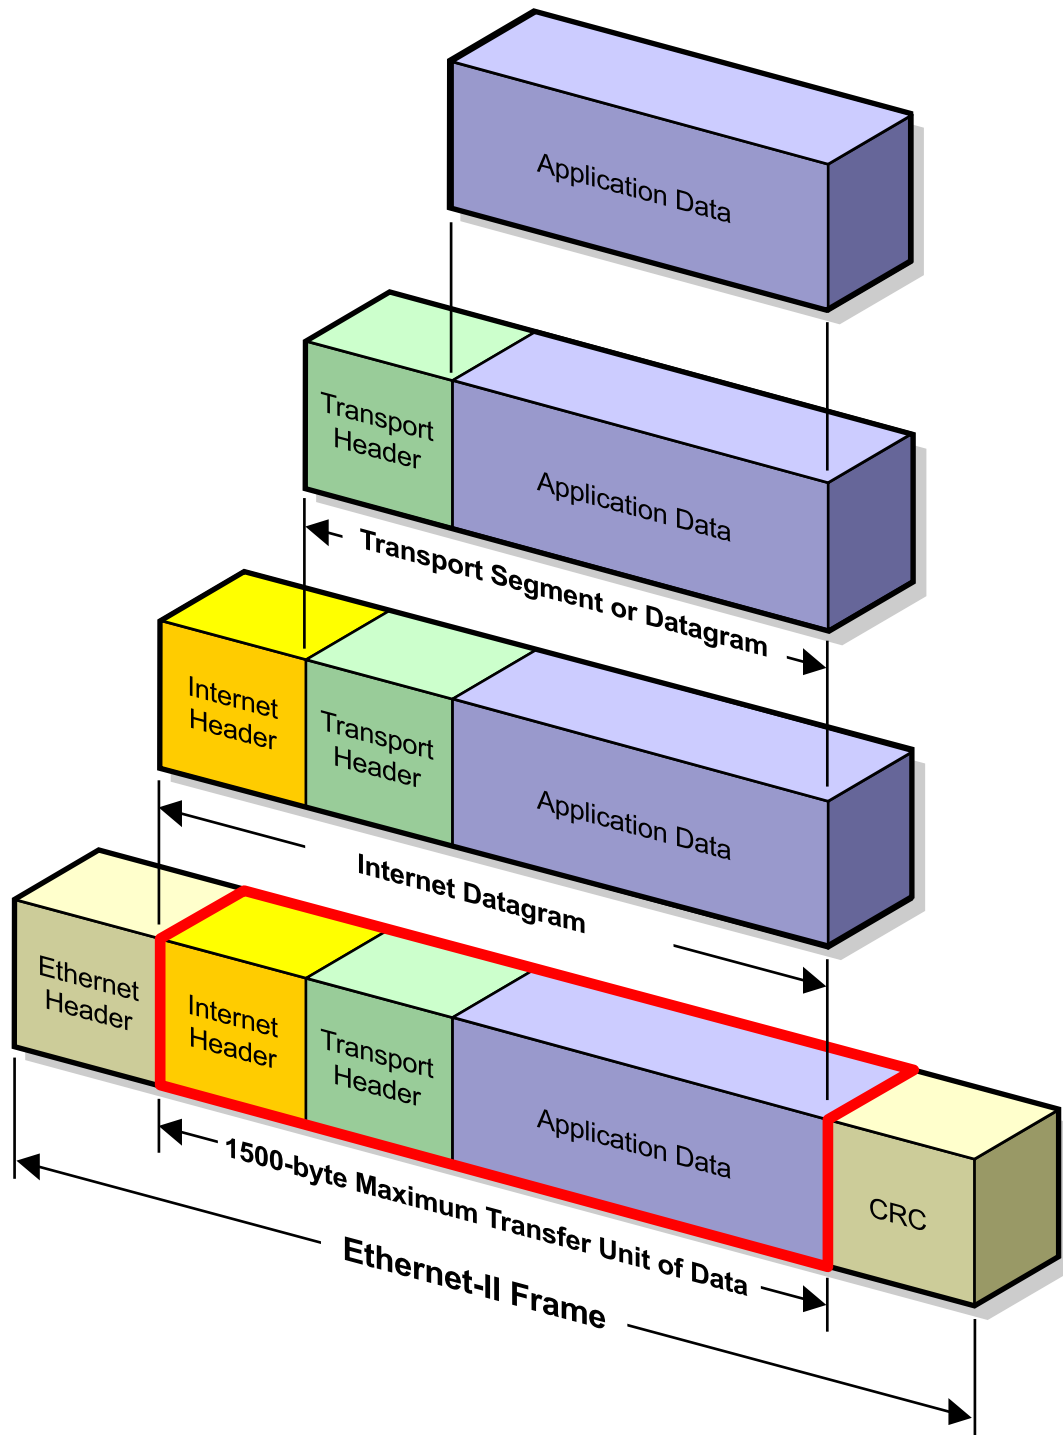 Application Data
Transport
Header
Application Data
Transport Segment or Datagram
Internet
Header
Transport
Header
Application Data
Internet Datagram
Ethernet
Header
Internet
Header
Transport
Header
Application Data
CRC
1500-byte Maximum Transfer Unit of Data
Ethernet-II Frame